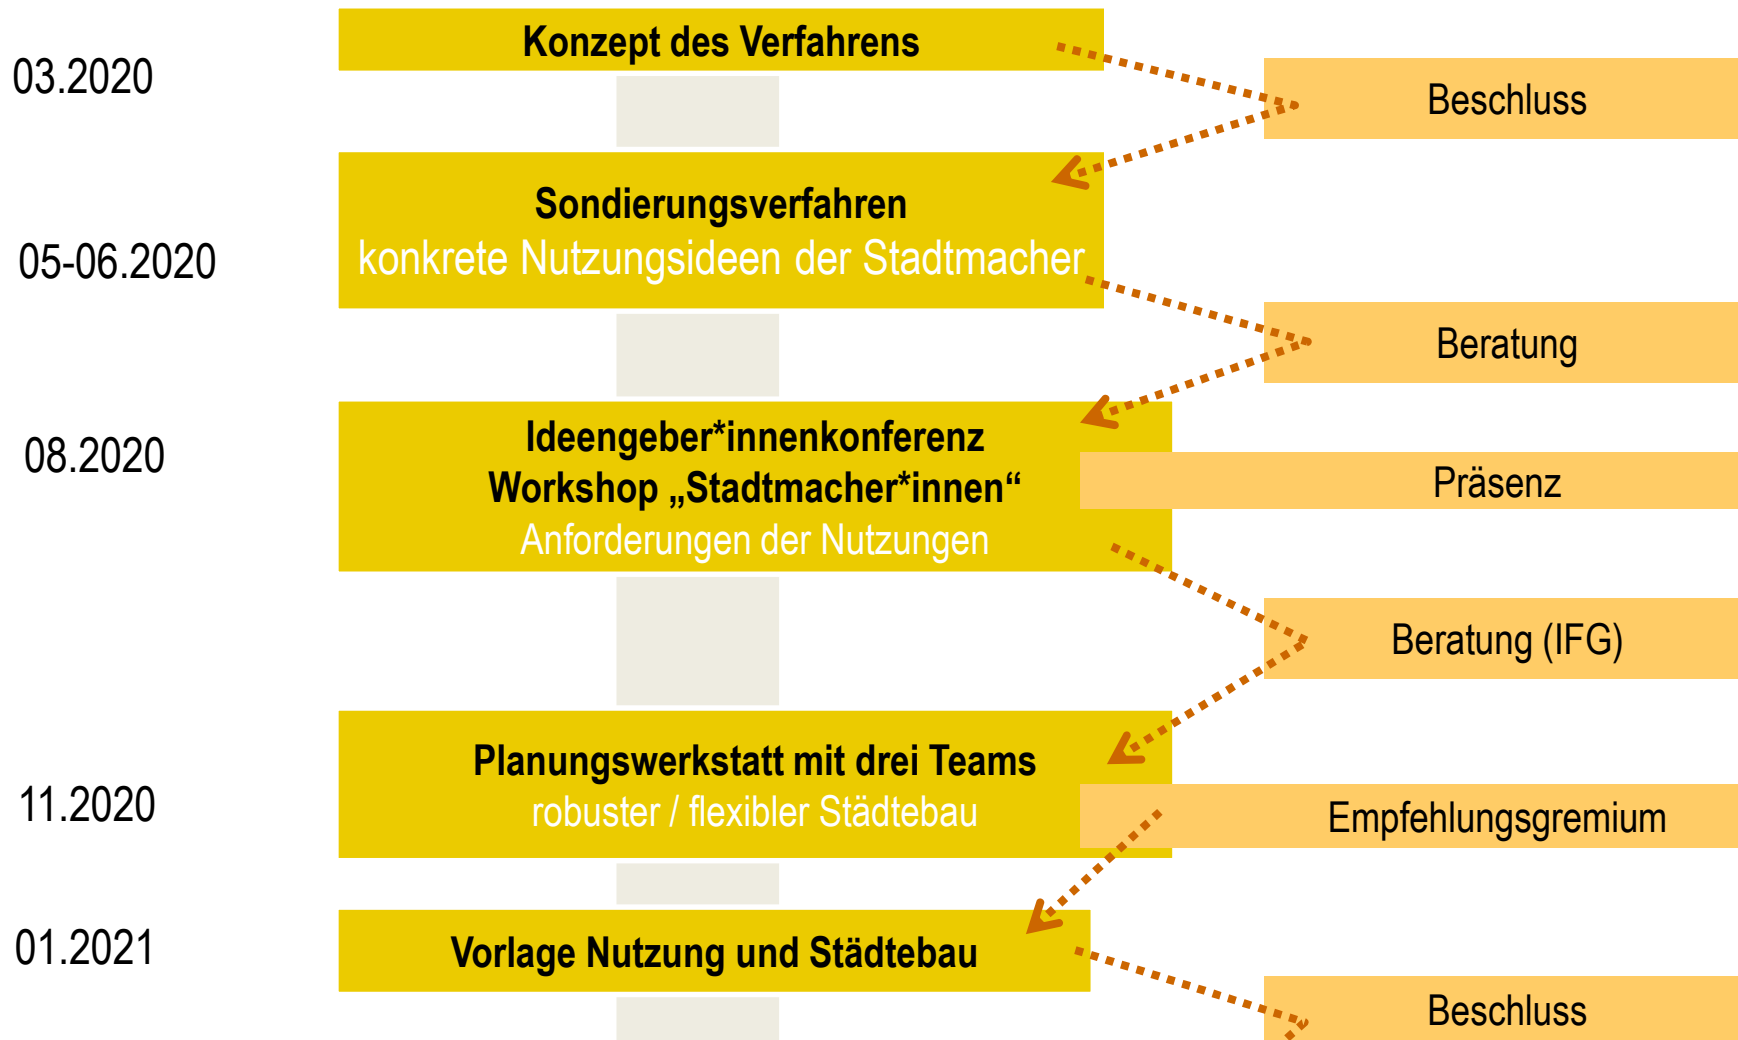 Konzept des Verfahrens
03.2020
Beschluss
Sondierungsverfahren
05-06.2020
konkrete Nutzungsideen der Stadtmacher
Beratung
Ideengeber*innenkonferenz
08.2020
Workshop „Stadtmacher*innen“
Präsenz
Anforderungen der Nutzungen
Beratung (IFG)
Planungswerkstatt mit drei Teams
11.2020
robuster / flexibler Städtebau
Empfehlungsgremium
01.2021
Vorlage Nutzung und Städtebau
Beschluss